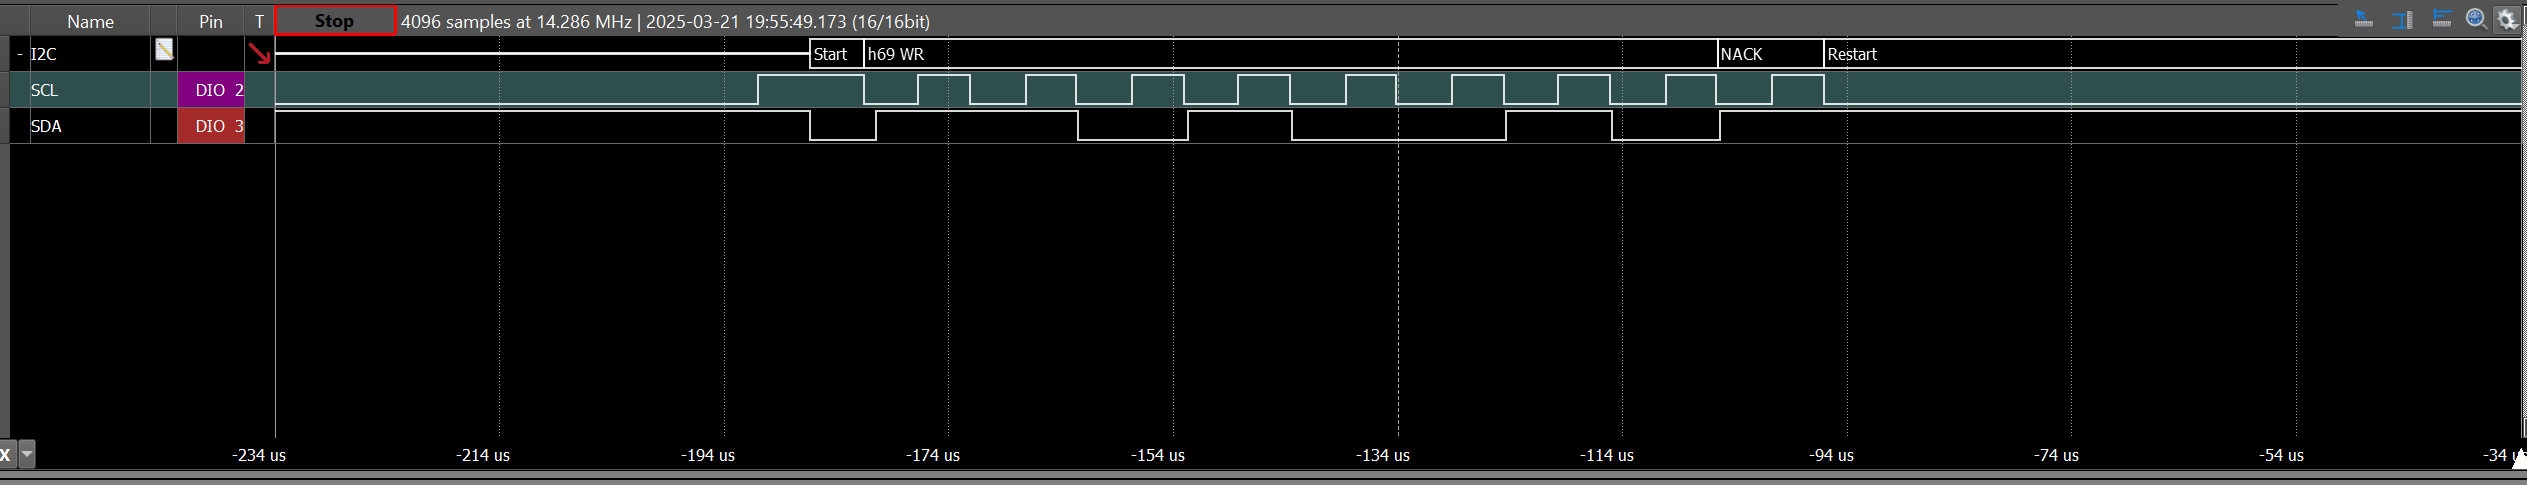 Name Pin T Stop 4096 samples at 14.286 MHz | 2025-03-21 19:55:49.173 (16/16bit)
- I2C Start h69 WR NACK Restart
SCL DIO 2
SDA DIO 3
X -234 us -214 us -194 us -174 us -154 us -134 us -114 us -94 us -74 us -54 us -34 us